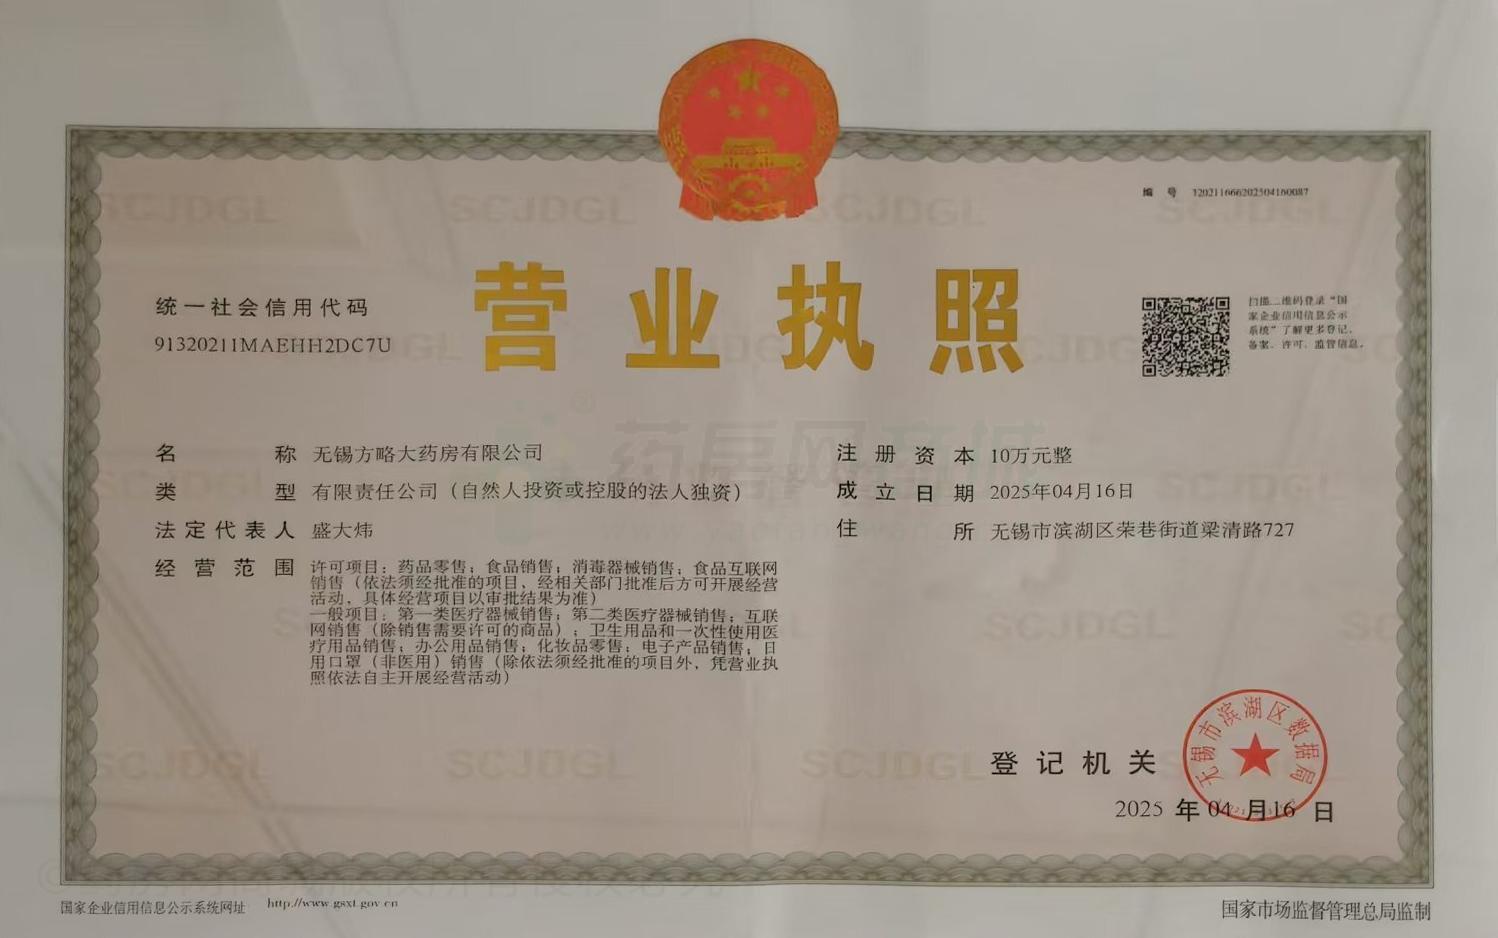 编 号 320211666202504160087
营业执照
统一社会信用代码
91320211MAEHH2DC7U
扫描二维码登录“国
家企业信用信息公示
系统”了解更多登记、
备案、许可、监管信息。
名 称 无锡方略大药房有限公司
类 型 有限责任公司（自然人投资或控股的法人独资）
法定代表人 盛大炜
经营范围 许可项目：药品零售；食品销售；消毒器械销售；食品互联网
销售（依法须经批准的项目，经相关部门批准后方可开展经营
活动，具体经营项目以审批结果为准）
一般项目：第一类医疗器械销售；第二类医疗器械销售；互联
网销售（除销售需要许可的商品）；卫生用品和一次性使用医
疗用品销售；办公用品销售；化妆品零售；电子产品销售；日
用口罩（非医用）销售（除依法须经批准的项目外，凭营业执
照依法自主开展经营活动）
注册资本 10万元整
成立日期 2025年04月16日
住 所 无锡市滨湖区荣巷街道梁清路727
登记机关
无锡市滨湖区数据局
2025 年 04 月 16 日
国家企业信用信息公示系统网址 http://www.gsxt.gov.cn
国家市场监督管理总局监制
SCJDGL
药房网商城